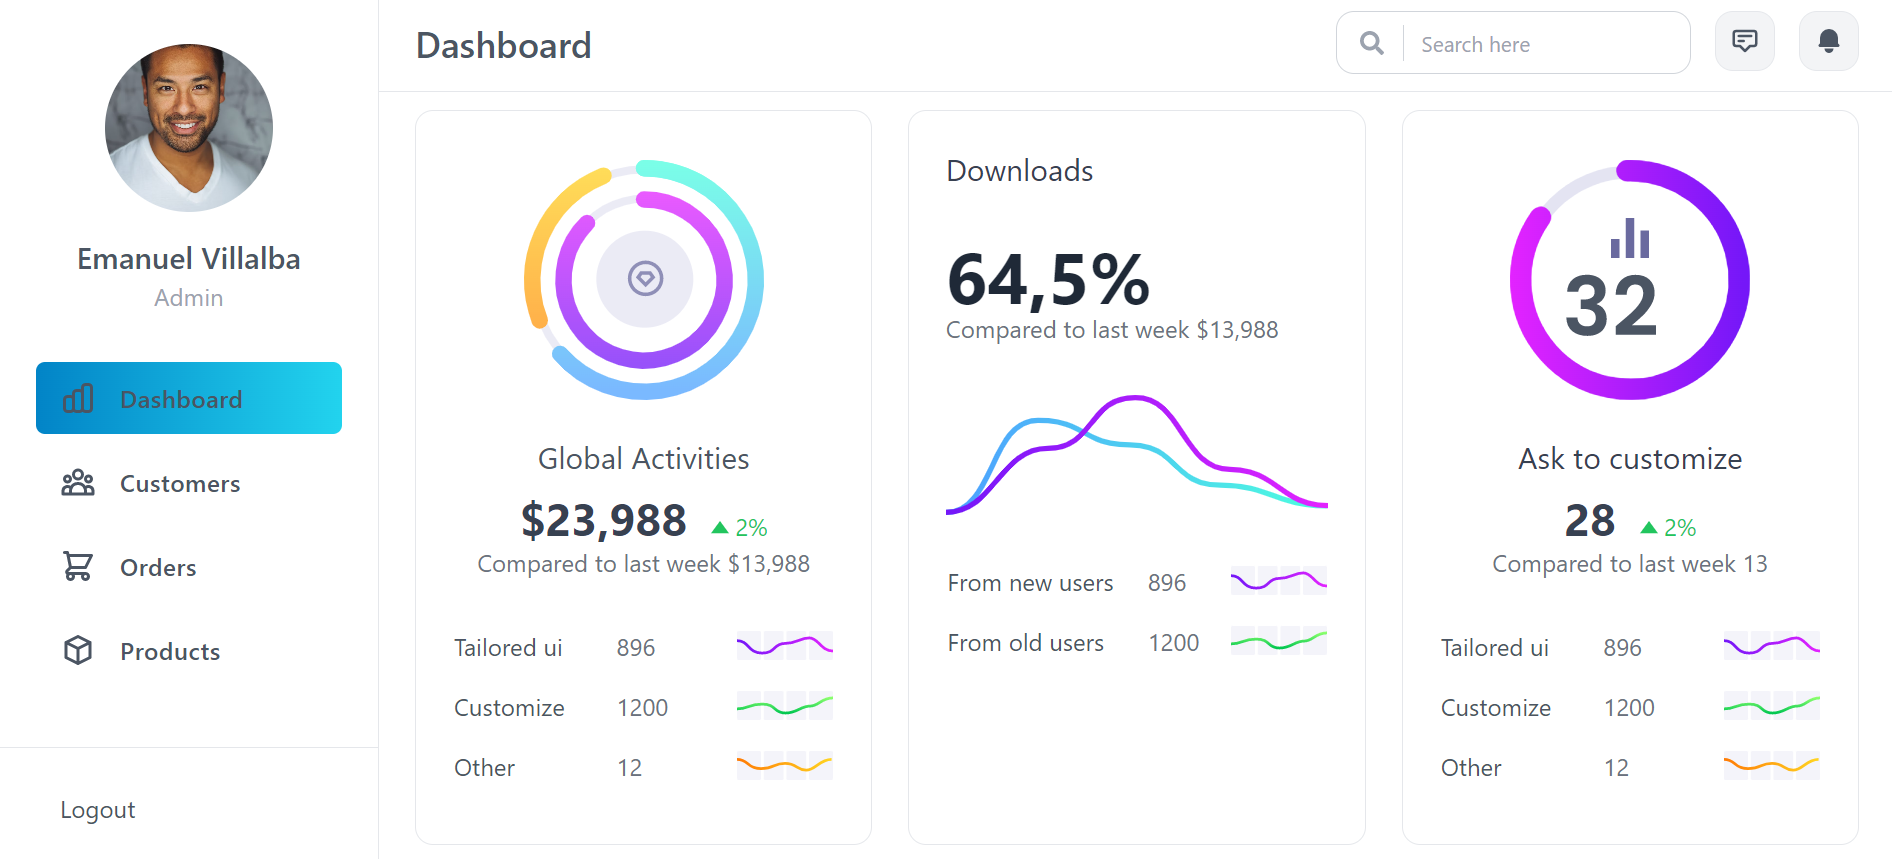 Emanuel Villalba
Admin
Dashboard
Customers
Orders
Products
Logout
Dashboard
Search here
Global Activities
$23,988 2%
Compared to last week $13,988
Tailored ui 896
Customize 1200
Other 12
Downloads
64,5%
Compared to last week $13,988
From new users 896
From old users 1200
32
Ask to customize
28 2%
Compared to last week 13
Tailored ui 896
Customize 1200
Other 12